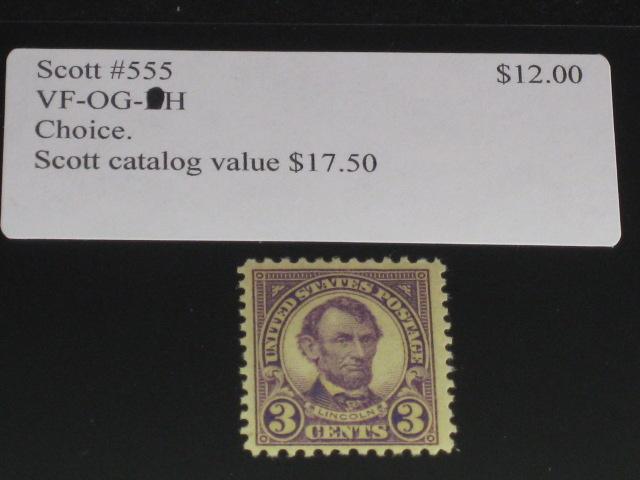 Scott #555 $12.00
VF-OG-H
Choice.
Scott catalog value $17.50
UNITED STATES POSTAGE
LINCOLN
3 CENTS 3